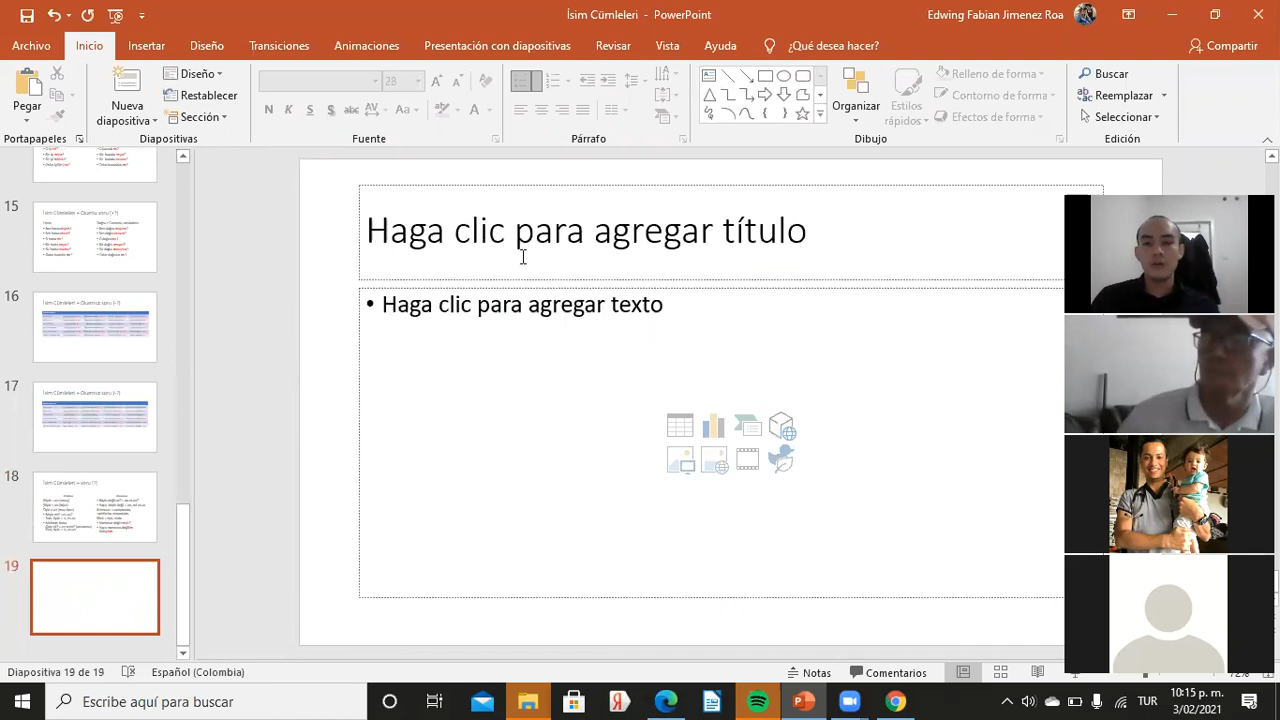 İsim Cümleleri - PowerPoint
Edwing Fabian Jimenez Roa
Archivo Inicio Insertar Diseño Transiciones Animaciones Presentación con diapositivas Revisar Vista Ayuda ¿Qué desea hacer? Compartir
Pegar
Nueva
diapositiva
Diseño
Restablecer
Sección
28
N K S abc AV Aa A
Organizar
Estilos
rápidos
Relleno de forma
Contorno de forma
Efectos de forma
Buscar
Reemplazar
Seleccionar
Portapapeles Diapositivas Fuente Párrafo Dibujo Edición
15
16
17
18
19
Haga clic para agregar título
• Haga clic para agregar texto
Diapositiva 19 de 19 Español (Colombia) Notas Comentarios
Escribe aquí para buscar
TUR
10:15 p. m.
3/02/2021